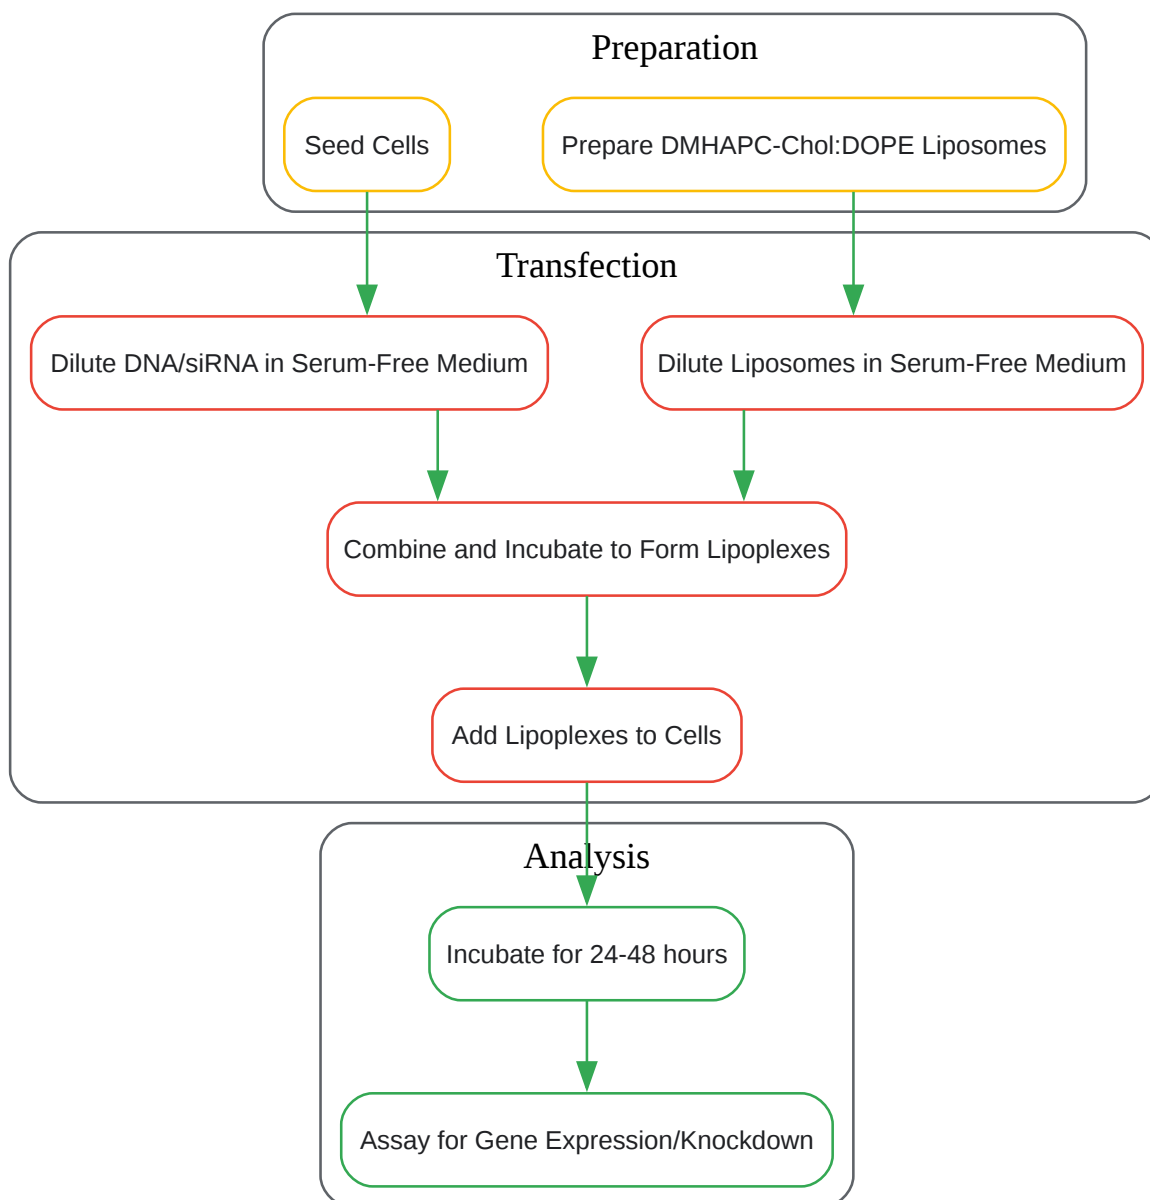 Preparation
Seed Cells
Prepare DMHAPC-Chol:DOPE Liposomes
Transfection
Dilute DNA/siRNA in Serum-Free Medium
Dilute Liposomes in Serum-Free Medium
Combine and Incubate to Form Lipoplexes
Add Lipoplexes to Cells
Analysis
Incubate for 24-48 hours
Assay for Gene Expression/Knockdown